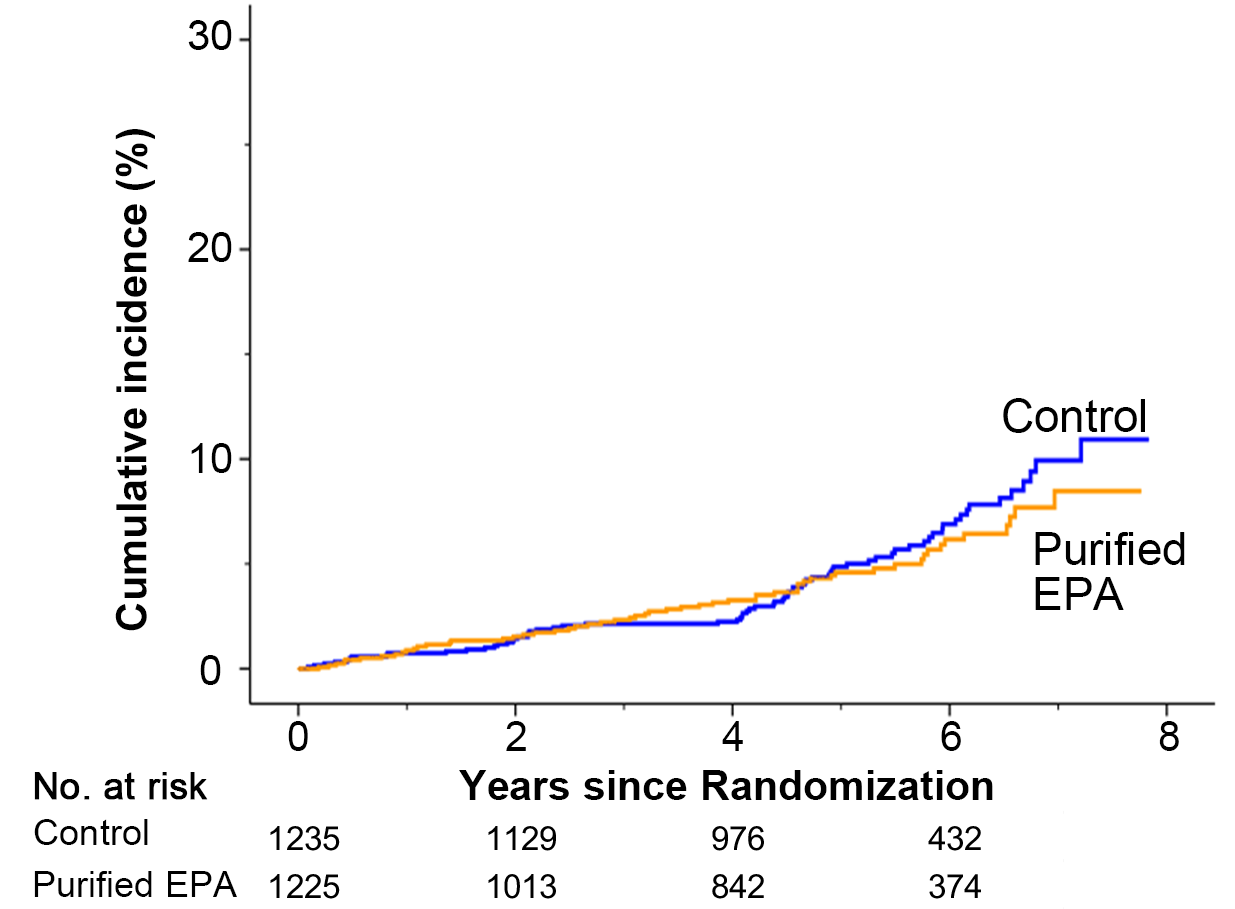 30
20
10
0
Cumulative incidence (%)
Control
Purified
EPA
0 2 4 6 8
Years since Randomization
No. at risk
Control 1235 1129 976 432
Purified EPA 1225 1013 842 374